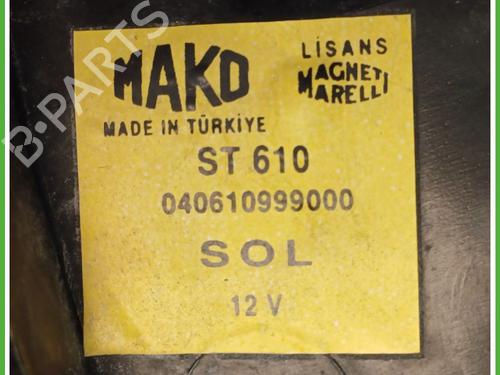 MAKO
LİSANS
MAGNETI
MARELLI
MADE IN TÜRKİYE
ST 610
040610999000
SOL
12 V
B-PARTS